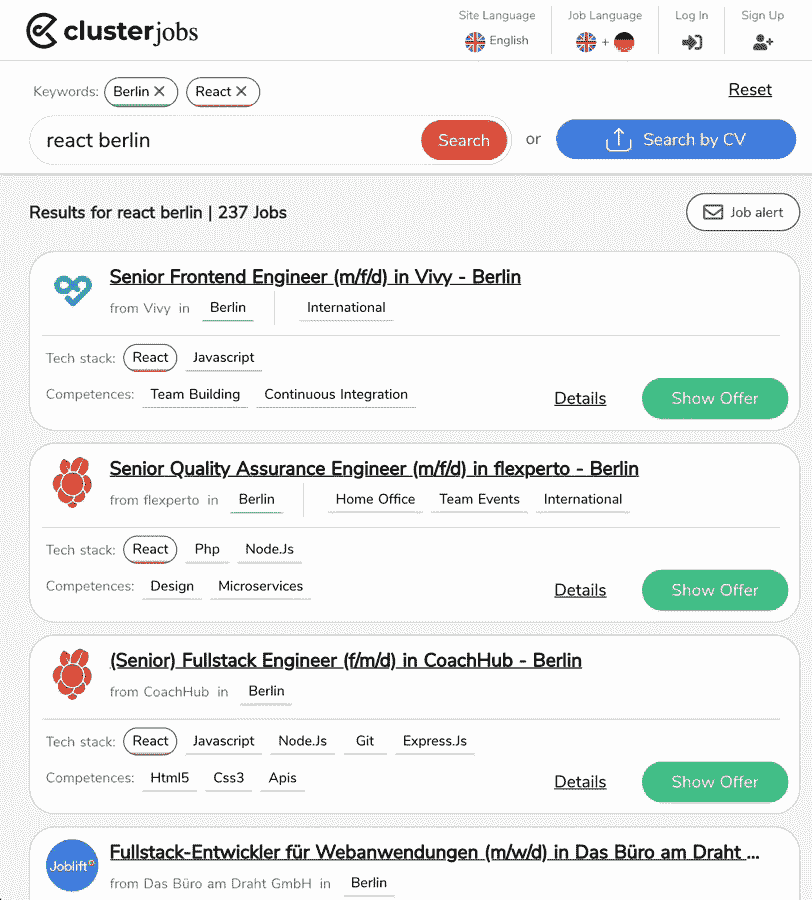 clusterjobs
Site Language Job Language Log In Sign Up
English +
Keywords: Berlin ✕ React ✕ Reset
react berlin Search or Search by CV
Results for react berlin | 237 Jobs Job alert
Senior Frontend Engineer (m/f/d) in Vivy - Berlin
from Vivy in Berlin International
Tech stack: React Javascript
Competences: Team Building Continuous Integration Details Show Offer
Senior Quality Assurance Engineer (m/f/d) in flexperto - Berlin
from flexperto in Berlin Home Office Team Events International
Tech stack: React Php Node.Js
Competences: Design Microservices Details Show Offer
(Senior) Fullstack Engineer (f/m/d) in CoachHub - Berlin
from CoachHub in Berlin
Tech stack: React Javascript Node.Js Git Express.Js
Competences: Html5 Css3 Apis Details Show Offer
Joblift Fullstack-Entwickler für Webanwendungen (m/w/d) in Das Büro am Draht ...
from Das Büro am Draht GmbH in Berlin